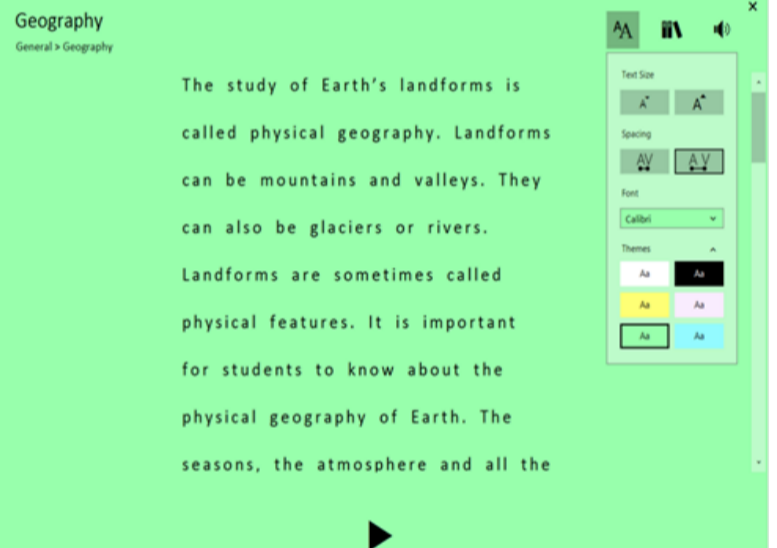 Geography
General > Geography
The study of Earth's landforms is
called physical geography. Landforms
can be mountains and valleys. They
can also be glaciers or rivers.
Landforms are sometimes called
physical features. It is important
for students to know about the
physical geography of Earth. The
seasons, the atmosphere and all the
AA
Text Size
A A
Spacing
AV AV
Font
Calibri
Themes
Aa Aa
Aa Aa
Aa Aa